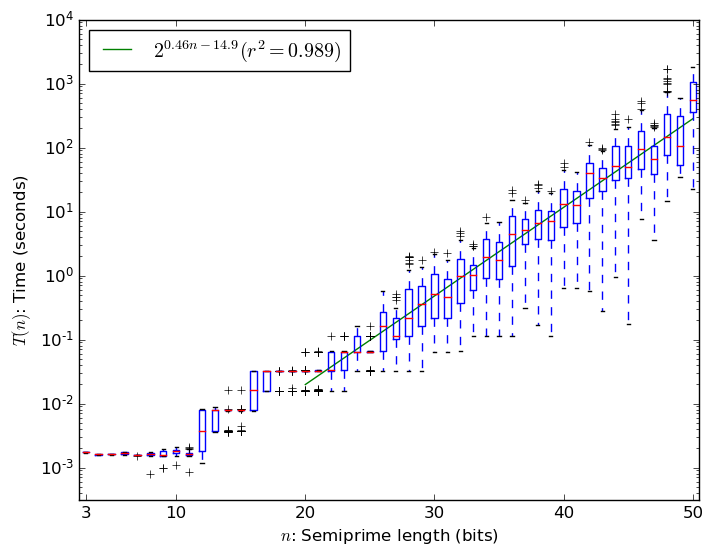 10^4
2^{0.46n−14.9}(r^2 = 0.989)
10^3
10^2
10^1
T(n): Time (seconds)
10^0
10^{-1}
10^{-2}
10^{-3}
3 10 20 30 40 50
n: Semiprime length (bits)